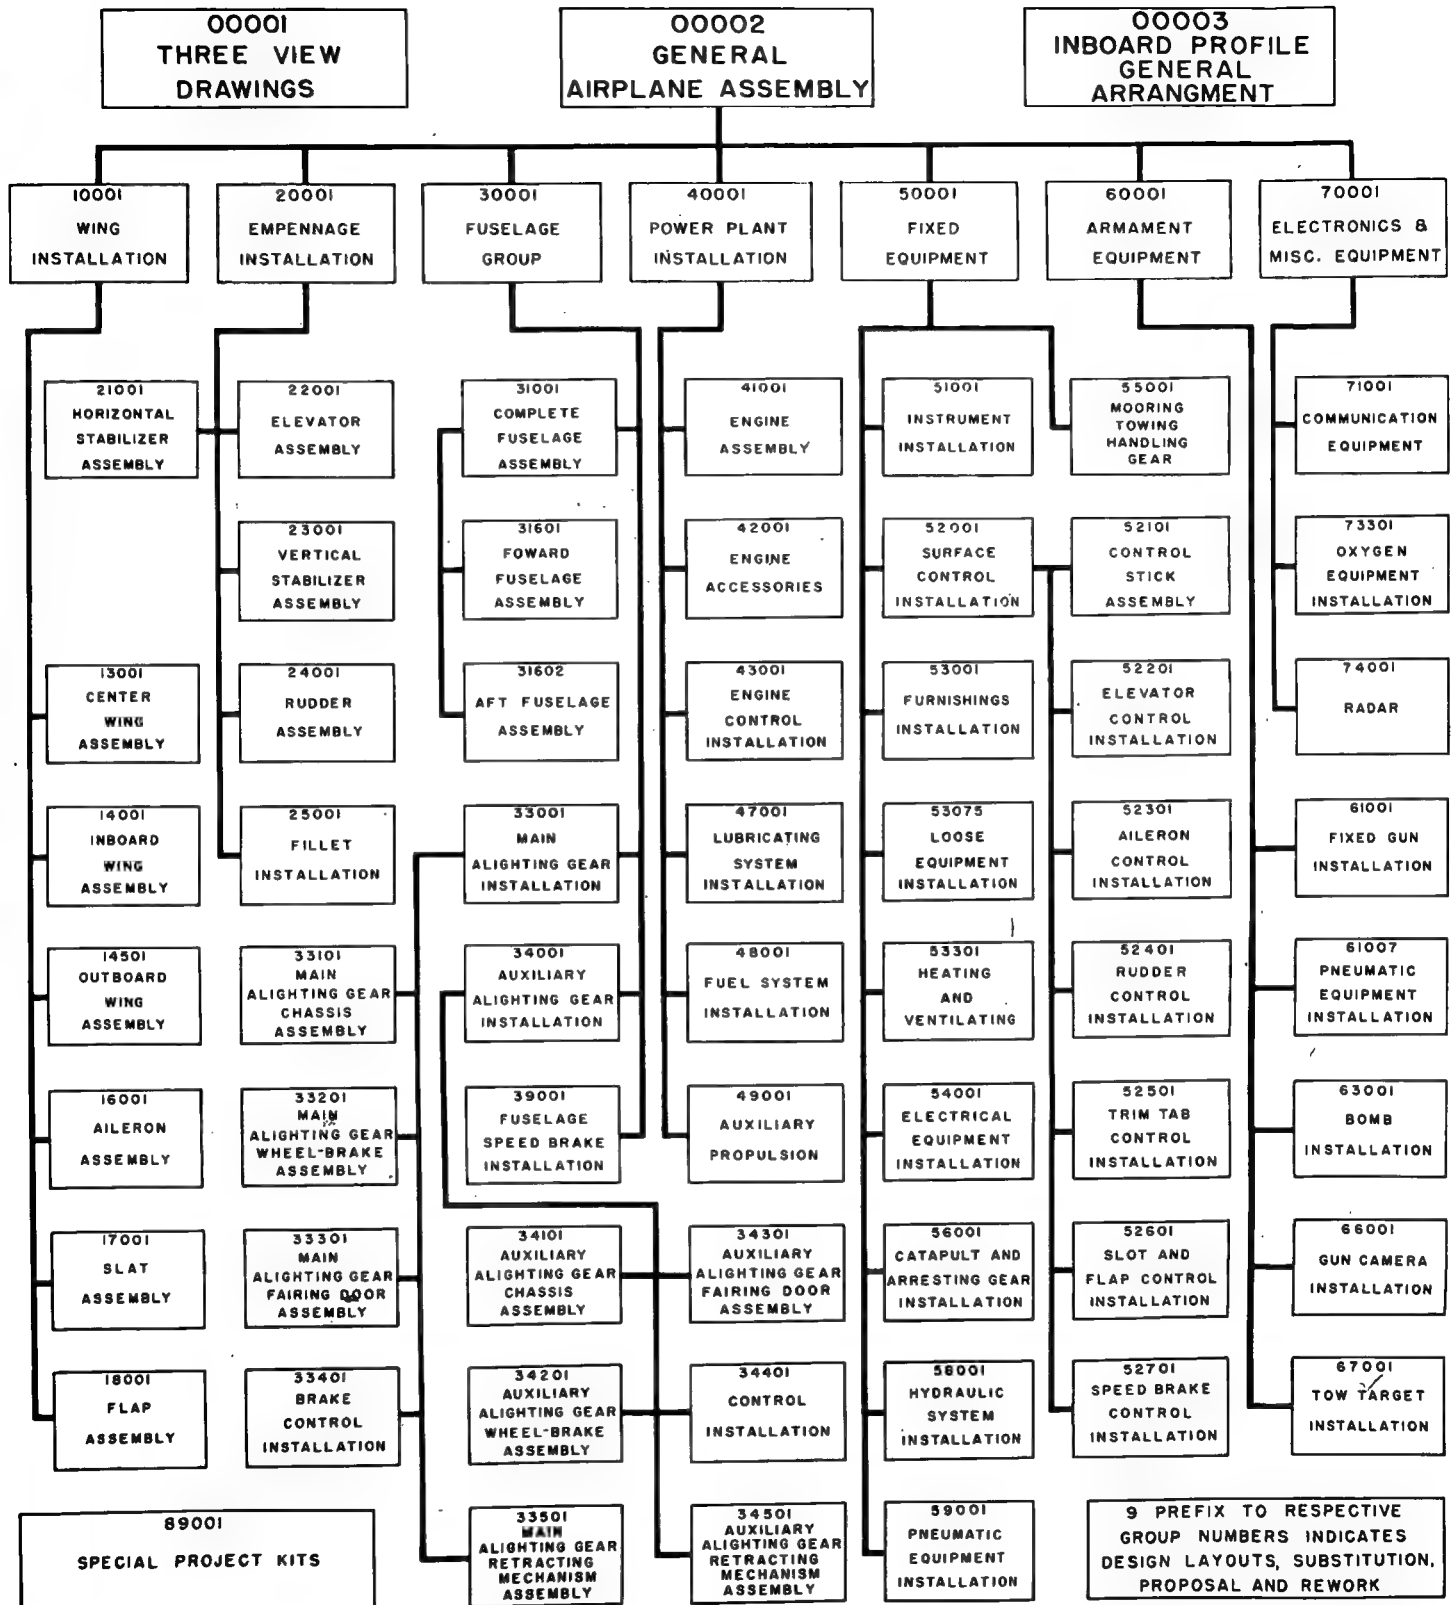 00001
THREE VIEW
DRAWINGS
00002
GENERAL
AIRPLANE ASSEMBLY
00003
INBOARD PROFILE
GENERAL
ARRANGMENT
10001
WING
INSTALLATION
20001
EMPENNAGE
INSTALLATION
30001
FUSELAGE
GROUP
40001
POWER PLANT
INSTALLATION
50001
FIXED
EQUIPMENT
60001
ARMAMENT
EQUIPMENT
70001
ELECTRONICS &
MISC. EQUIPMENT
21001
HORIZONTAL
STABILIZER
ASSEMBLY
22001
ELEVATOR
ASSEMBLY
31001
COMPLETE
FUSELAGE
ASSEMBLY
41001
ENGINE
ASSEMBLY
51001
INSTRUMENT
INSTALLATION
55001
MOORING
TOWING
HANDLING
GEAR
71001
COMMUNICATION
EQUIPMENT
23001
VERTICAL
STABILIZER
ASSEMBLY
31601
FOWARD
FUSELAGE
ASSEMBLY
42001
ENGINE
ACCESSORIES
52001
SURFACE
CONTROL
INSTALLATION
52101
CONTROL
STICK
ASSEMBLY
73301
OXYGEN
EQUIPMENT
INSTALLATION
13001
CENTER
WING
ASSEMBLY
24001
RUDDER
ASSEMBLY
31602
AFT FUSELAGE
ASSEMBLY
43001
ENGINE
CONTROL
INSTALLATION
53001
FURNISHINGS
INSTALLATION
52201
ELEVATOR
CONTROL
INSTALLATION
74001
RADAR
14001
INBOARD
WING
ASSEMBLY
25001
FILLET
INSTALLATION
33001
MAIN
ALIGHTING GEAR
INSTALLATION
47001
LUBRICATING
SYSTEM
INSTALLATION
53075
LOOSE
EQUIPMENT
INSTALLATION
52301
AILERON
CONTROL
INSTALLATION
61001
FIXED GUN
INSTALLATION
14501
OUTBOARD
WING
ASSEMBLY
33101
MAIN
ALIGHTING GEAR
CHASSIS
ASSEMBLY
34001
AUXILIARY
ALIGHTING GEAR
INSTALLATION
48001
FUEL SYSTEM
INSTALLATION
53301
HEATING
AND
VENTILATING
52401
RUDDER
CONTROL
INSTALLATION
61007
PNEUMATIC
EQUIPMENT
INSTALLATION
16001
AILERON
ASSEMBLY
33201
MAIN
ALIGHTING GEAR
WHEEL-BRAKE
ASSEMBLY
39001
FUSELAGE
SPEED BRAKE
INSTALLATION
49001
AUXILIARY
PROPULSION
54001
ELECTRICAL
EQUIPMENT
INSTALLATION
52501
TRIM TAB
CONTROL
INSTALLATION
63001
BOMB
INSTALLATION
17001
SLAT
ASSEMBLY
33301
MAIN
ALIGHTING GEAR
FAIRING DOOR
ASSEMBLY
34101
AUXILIARY
ALIGHTING GEAR
CHASSIS
ASSEMBLY
34301
AUXILIARY
ALIGHTING GEAR
FAIRING DOOR
ASSEMBLY
56001
CATAPULT AND
ARRESTING GEAR
INSTALLATION
52601
SLOT AND
FLAP CONTROL
INSTALLATION
66001
GUN CAMERA
INSTALLATION
18001
FLAP
ASSEMBLY
33401
BRAKE
CONTROL
INSTALLATION
34201
AUXILIARY
ALIGHTING GEAR
WHEEL-BRAKE
ASSEMBLY
34401
CONTROL
INSTALLATION
58001
HYDRAULIC
SYSTEM
INSTALLATION
52701
SPEED BRAKE
CONTROL
INSTALLATION
67001
TOW TARGET
INSTALLATION
89001
SPECIAL PROJECT KITS
33501
MAIN
ALIGHTING GEAR
RETRACTING
MECHANISM
ASSEMBLY
34501
AUXILIARY
ALIGHTING GEAR
RETRACTING
MECHANISM
ASSEMBLY
59001
PNEUMATIC
EQUIPMENT
INSTALLATION
9 PREFIX TO RESPECTIVE
GROUP NUMBERS INDICATES
DESIGN LAYOUTS, SUBSTITUTION,
PROPOSAL AND REWORK